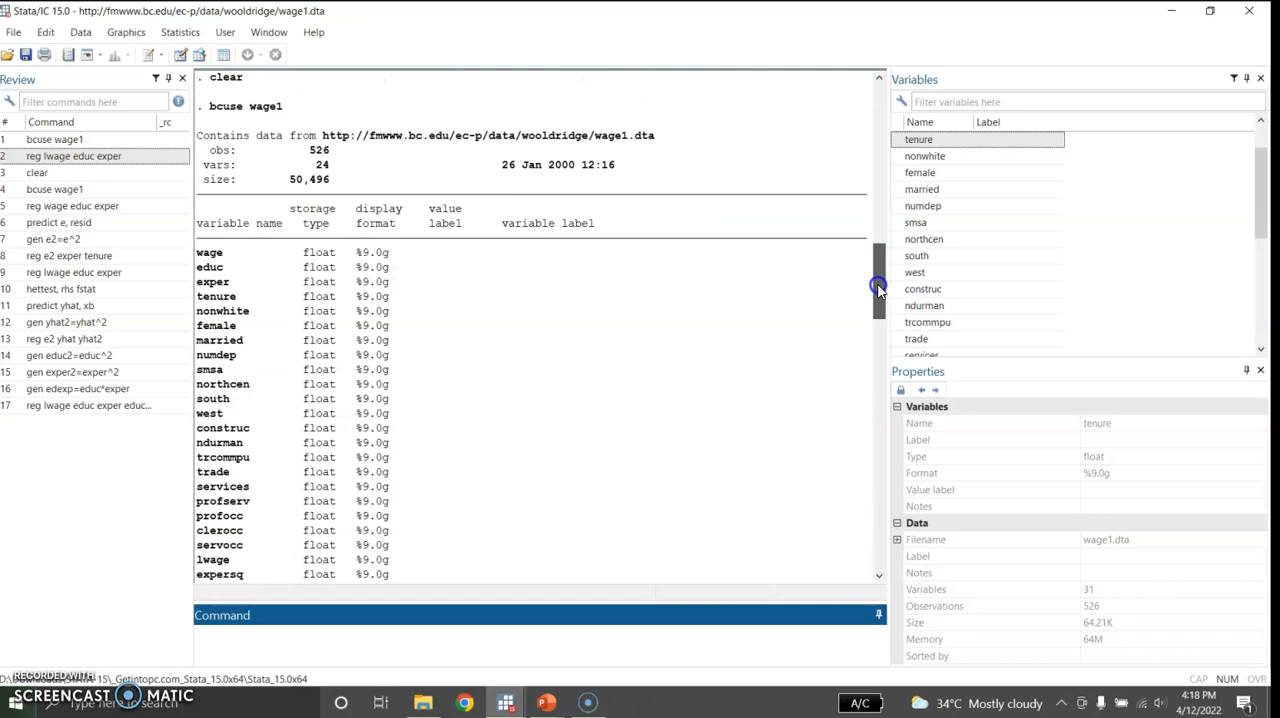 Stata/IC 15.0 - http://fmwww.bc.edu/ec-p/data/wooldridge/wage1.dta
File Edit Data Graphics Statistics User Window Help
Review
Filter commands here
# Command _rc
1 bcuse wage1
2 reg lwage educ exper
3 clear
4 bcuse wage1
5 reg wage educ exper
6 predict e, resid
7 gen e2=e^2
8 reg e2 exper tenure
9 reg lwage educ exper
10 hettest, rhs fstat
11 predict yhat, xb
12 gen yhat2=yhat^2
13 reg e2 yhat yhat2
14 gen educ2=educ^2
15 gen exper2=exper^2
16 gen edexp=educ*exper
17 reg lwage educ exper educ...
. clear
. bcuse wage1
Contains data from http://fmwww.bc.edu/ec-p/data/wooldridge/wage1.dta
obs: 526
vars: 24 26 Jan 2000 12:16
size: 50,496
storage display value
variable name type format label variable label
wage float %9.0g
educ float %9.0g
exper float %9.0g
tenure float %9.0g
nonwhite float %9.0g
female float %9.0g
married float %9.0g
numdep float %9.0g
smsa float %9.0g
northcen float %9.0g
south float %9.0g
west float %9.0g
construc float %9.0g
ndurman float %9.0g
trcommpu float %9.0g
trade float %9.0g
services float %9.0g
profserv float %9.0g
profocc float %9.0g
clerocc float %9.0g
servocc float %9.0g
lwage float %9.0g
expersq float %9.0g
Command
Variables
Filter variables here
Name Label
tenure
nonwhite
female
married
numdep
smsa
northcen
south
west
construc
ndurman
trcommpu
trade
services
Properties
Variables
Name tenure
Label
Type float
Format %9.0g
Value label
Notes
Data
Filename wage1.dta
Label
Notes
Variables 31
Observations 526
Size 64.21K
Memory 64M
Sorted by
D:\Downloads\STATA 15\_Getintopc.com_Stata_15.0x64\Stata_15.0x64
CAP NUM OVR
RECORDED WITH
SCREENCAST MATIC
Type here to search
A/C
34°C Mostly cloudy
4:18 PM
4/12/2022
1